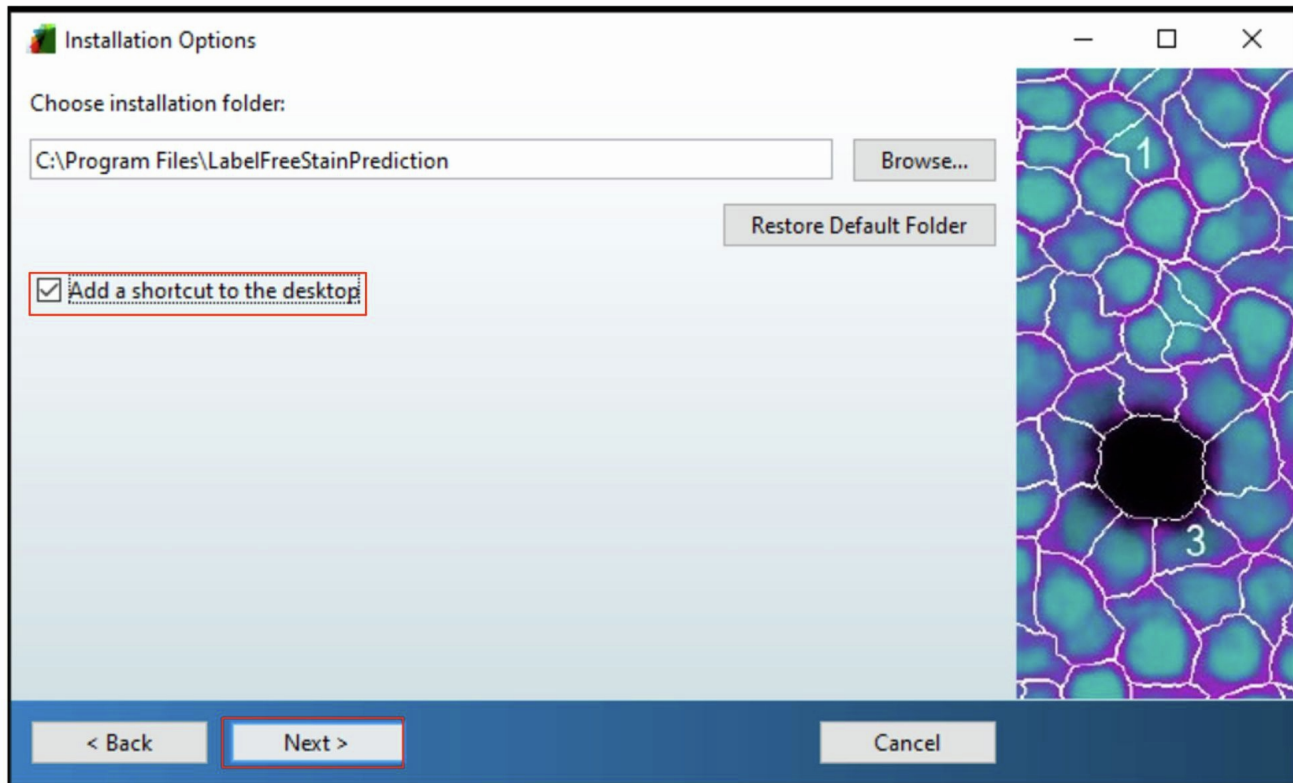 Installation Options
Choose installation folder:
C:\Program Files\LabelFreeStainPrediction
Browse...
Restore Default Folder
Add a shortcut to the desktop
1
3
< Back
Next >
Cancel